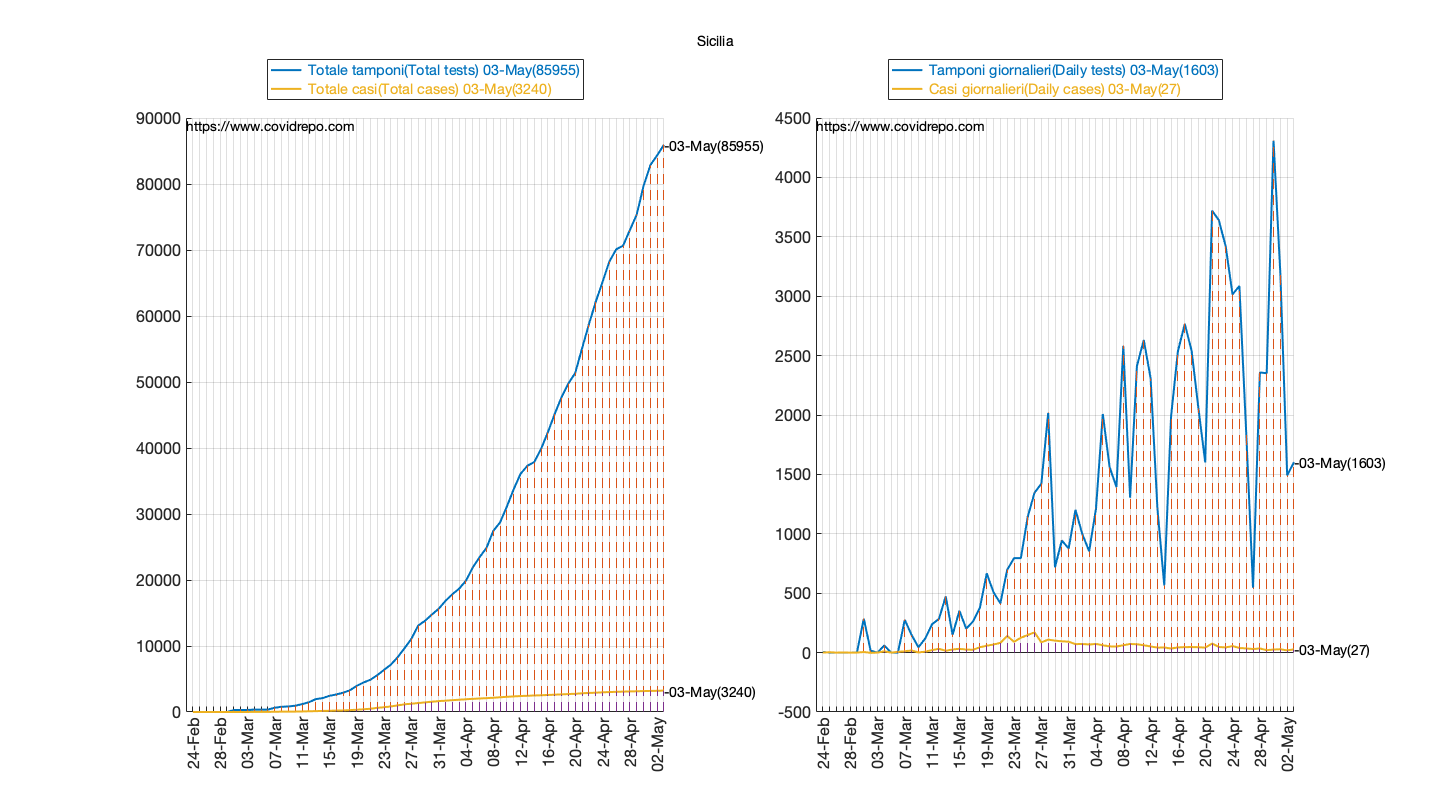 Sicilia
Totale tamponi(Total tests) 03-May(85955)
Totale casi(Total cases) 03-May(3240)
https://www.covidrepo.com
90000
80000
70000
60000
50000
40000
30000
20000
10000
0
03-May(85955)
03-May(3240)
24-Feb
28-Feb
03-Mar
07-Mar
11-Mar
15-Mar
19-Mar
23-Mar
27-Mar
31-Mar
04-Apr
08-Apr
12-Apr
16-Apr
20-Apr
24-Apr
28-Apr
02-May
Tamponi giornalieri(Daily tests) 03-May(1603)
Casi giornalieri(Daily cases) 03-May(27)
https://www.covidrepo.com
4500
4000
3500
3000
2500
2000
1500
1000
500
0
-500
03-May(1603)
03-May(27)
24-Feb
28-Feb
03-Mar
07-Mar
11-Mar
15-Mar
19-Mar
23-Mar
27-Mar
31-Mar
04-Apr
08-Apr
12-Apr
16-Apr
20-Apr
24-Apr
28-Apr
02-May